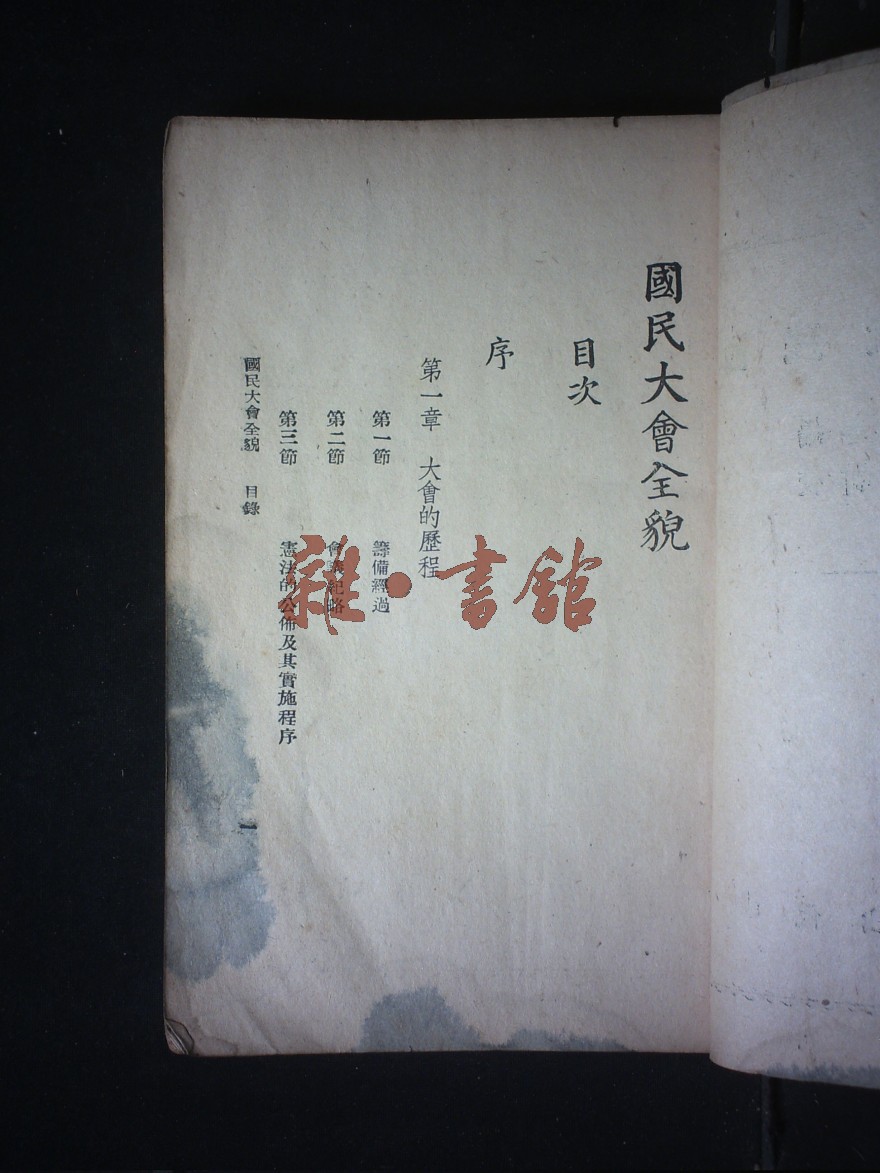 國民大會全貌
目次
序
第一章 大會的歷程
第一節 籌備經過
第二節 會議紀略
第三節 憲法的公佈及其實施程序
國民大會全貌 目錄 一
雜·書館